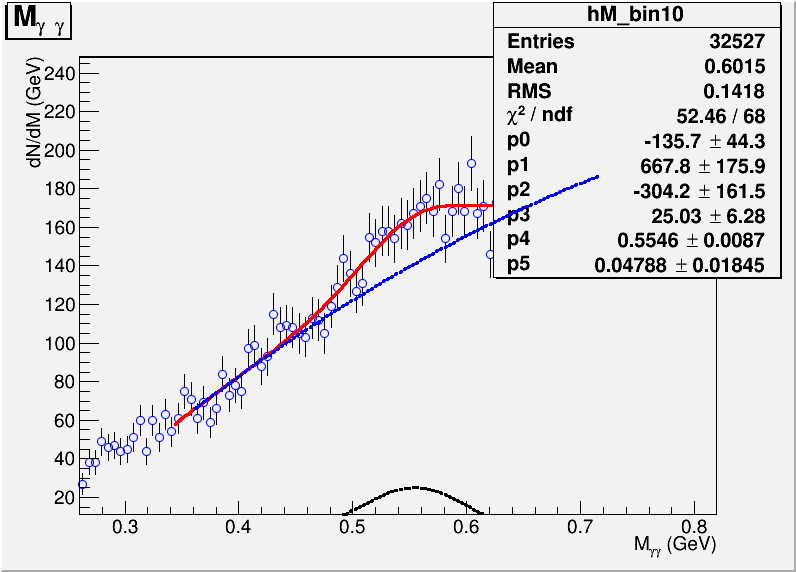 M γ γ
hM_bin10
Entries 32527
Mean 0.6015
RMS 0.1418
χ² / ndf 52.46 / 68
p0 -135.7 ± 44.3
p1 667.8 ± 175.9
p2 -304.2 ± 161.5
p3 25.03 ± 6.28
p4 0.5546 ± 0.0087
p5 0.04788 ± 0.01845
dN/dM (GeV)
240
220
200
180
160
140
120
100
80
60
40
20
0.3 0.4 0.5 0.6 0.7 0.8
Mγγ (GeV)